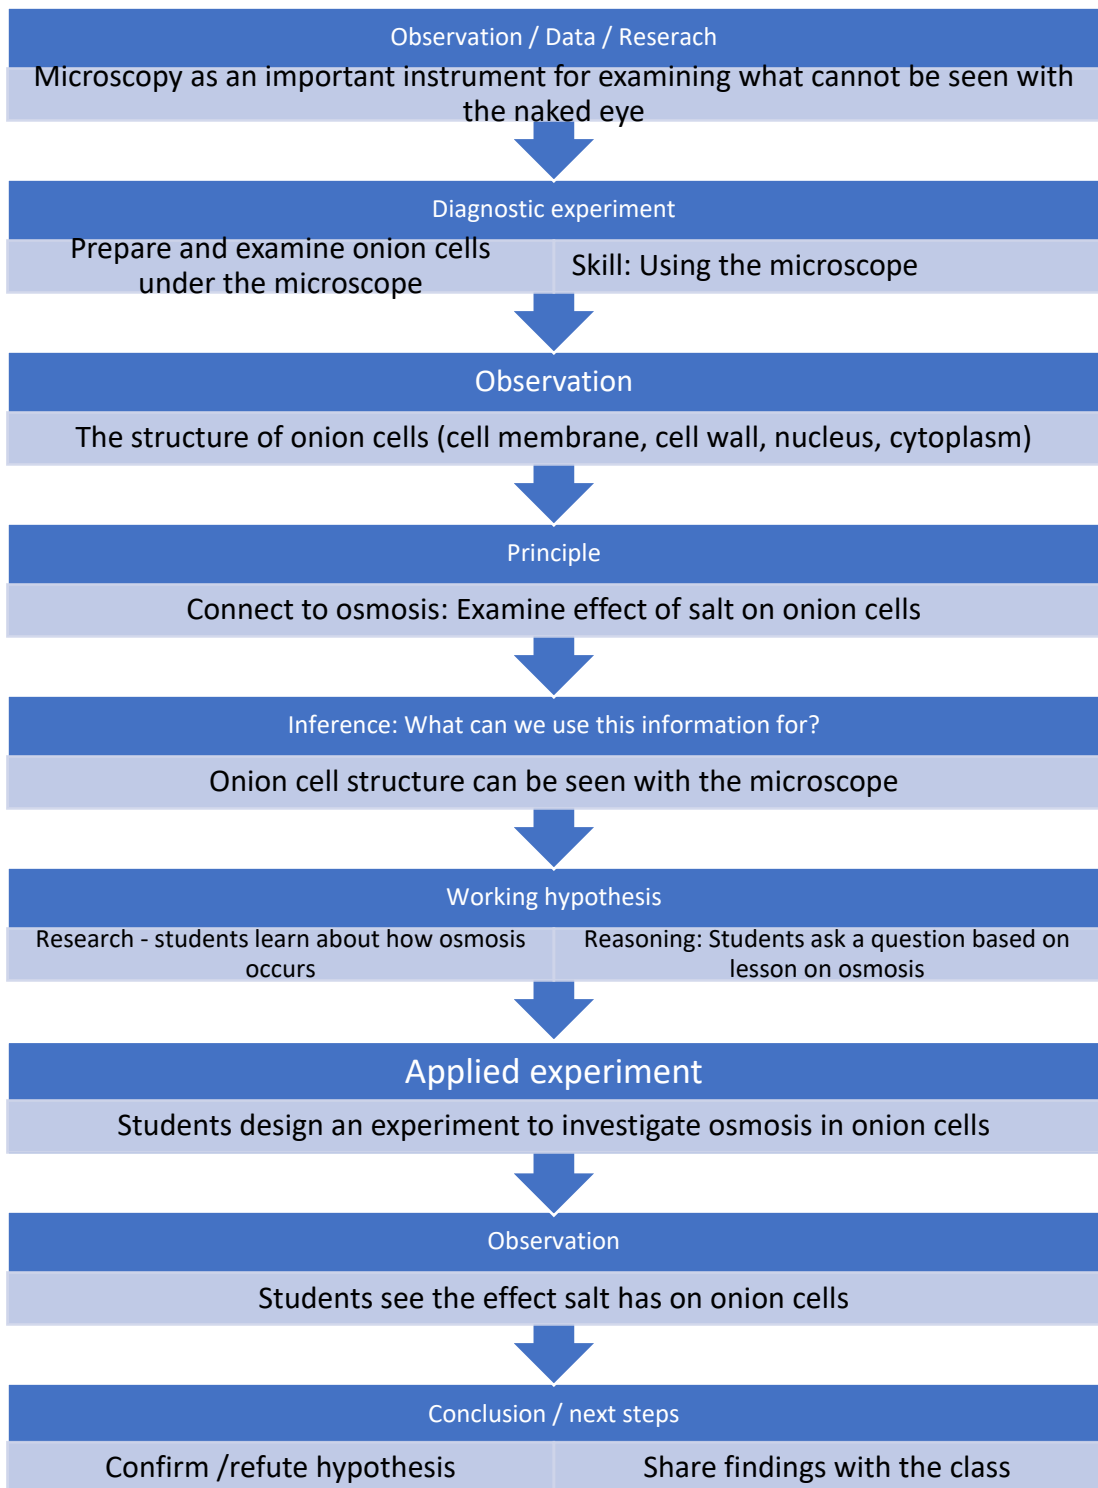 Observation / Data / Reserach
Microscopy as an important instrument for examining what cannot be seen with
the naked eye
Diagnostic experiment
Prepare and examine onion cells
under the microscope
Skill: Using the microscope
Observation
The structure of onion cells (cell membrane, cell wall, nucleus, cytoplasm)
Principle
Connect to osmosis: Examine effect of salt on onion cells
Inference: What can we use this information for?
Onion cell structure can be seen with the microscope
Working hypothesis
Research - students learn about how osmosis
occurs
Reasoning: Students ask a question based on
lesson on osmosis
Applied experiment
Students design an experiment to investigate osmosis in onion cells
Observation
Students see the effect salt has on onion cells
Conclusion / next steps
Confirm /refute hypothesis
Share findings with the class